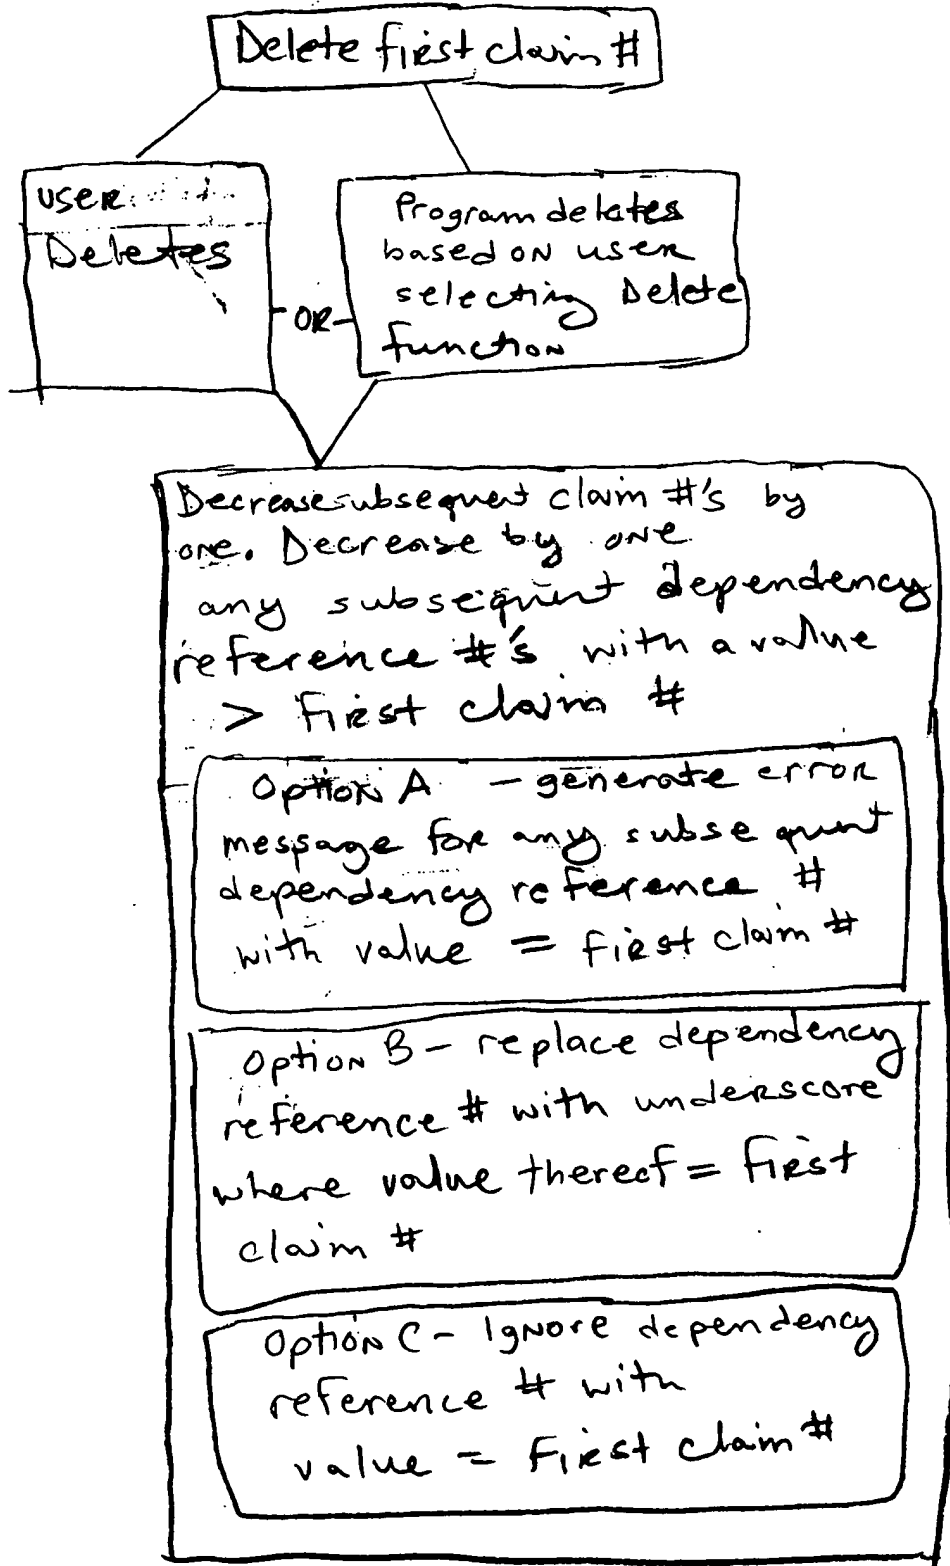 Delete first claim #
user
Deletes
OR
Program deletes
based on user
selecting Delete
function
Decrease subsequent claim #'s by
one. Decrease by one
any subsequent dependency
reference #'s with a value
> first claim #
Option A - generate error
message for any subsequent
dependency reference #
with value = first claim #
Option B - replace dependency
reference # with underscore
where value thereof = first
claim #
Option C - Ignore dependency
reference # with
value = First claim #